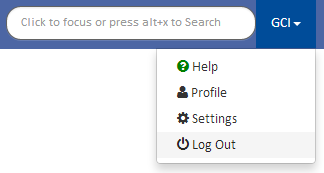 Click to focus or press alt+x to Search
GCI
Help
Profile
Settings
Log Out